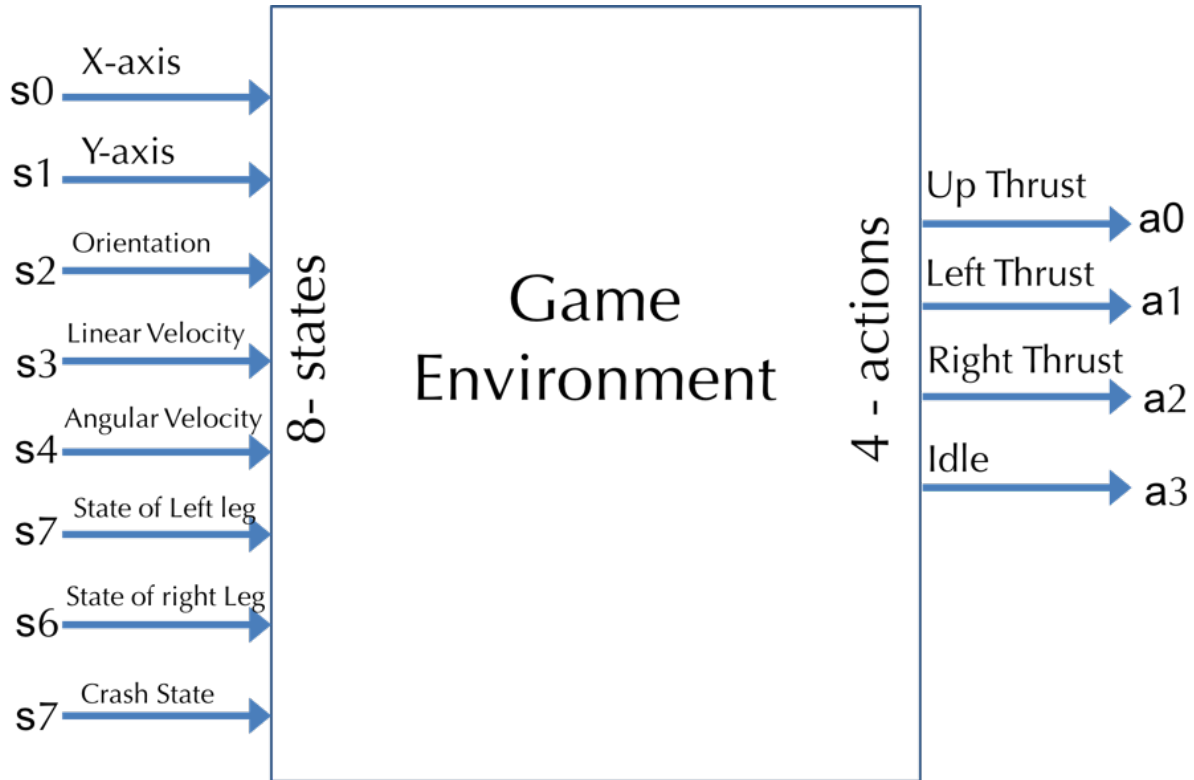 s0 X-axis
s1 Y-axis
s2 Orientation
s3 Linear Velocity
s4 Angular Velocity
s7 State of Left leg
s6 State of right Leg
s7 Crash State
8- states
Game
Environment
4 - actions
Up Thrust a0
Left Thrust a1
Right Thrust a2
Idle a3